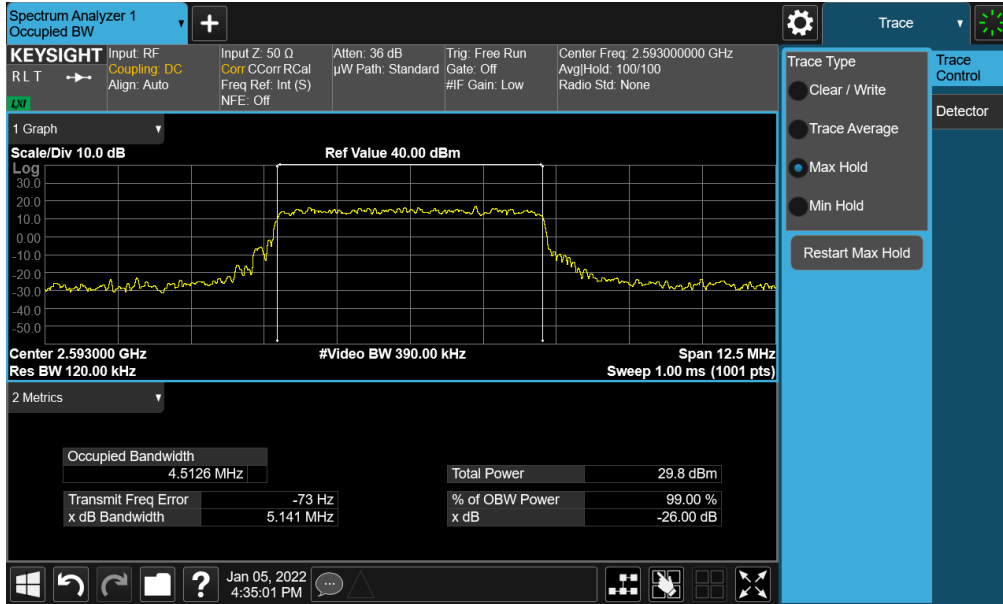 Spectrum Analyzer 1
Occupied BW
Trace
KEYSIGHT
R L T
LXI
Input: RF
Coupling: DC
Align: Auto
Input Z: 50 Ω
Corr CCorr RCal
Freq Ref: Int (S)
NFE: Off
Atten: 36 dB
µW Path: Standard
Trig: Free Run
Gate: Off
#IF Gain: Low
Center Freq: 2.593000000 GHz
Avg|Hold: 100/100
Radio Std: None
1 Graph
Scale/Div 10.0 dB
Ref Value 40.00 dBm
Log
30.0
20.0
10.0
0.00
-10.0
-20.0
-30.0
-40.0
-50.0
Center 2.593000 GHz
#Video BW 390.00 kHz
Span 12.5 MHz
Res BW 120.00 kHz
Sweep 1.00 ms (1001 pts)
2 Metrics
Occupied Bandwidth
4.5126 MHz
Total Power 29.8 dBm
Transmit Freq Error -73 Hz
% of OBW Power 99.00 %
x dB Bandwidth 5.141 MHz
x dB -26.00 dB
Trace Type
Clear / Write
Trace Average
Max Hold
Min Hold
Restart Max Hold
Trace
Control
Detector
?
Jan 05, 2022
4:35:01 PM